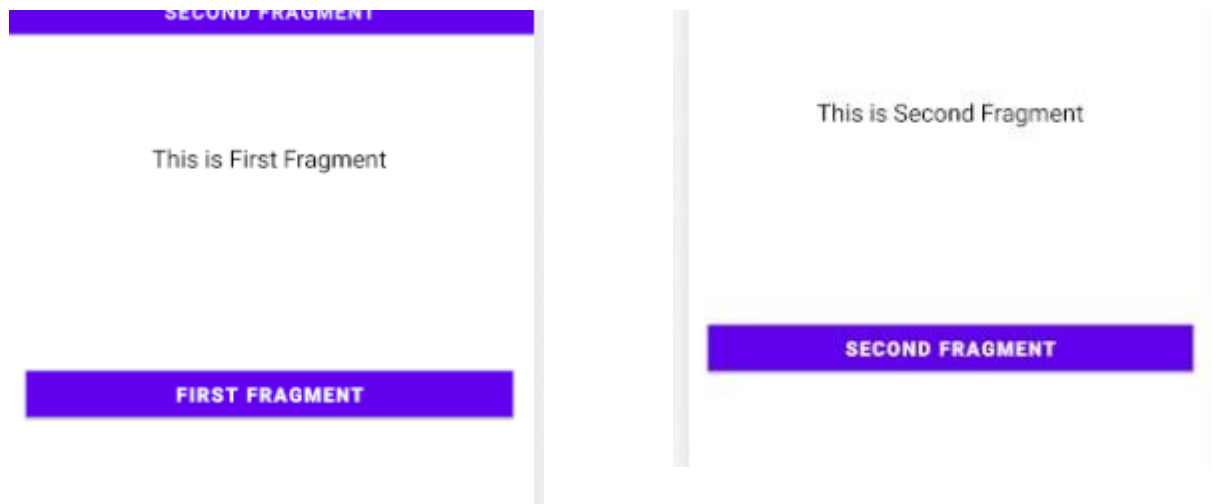 SECOND FRAGMENT
This is First Fragment
FIRST FRAGMENT
This is Second Fragment
SECOND FRAGMENT